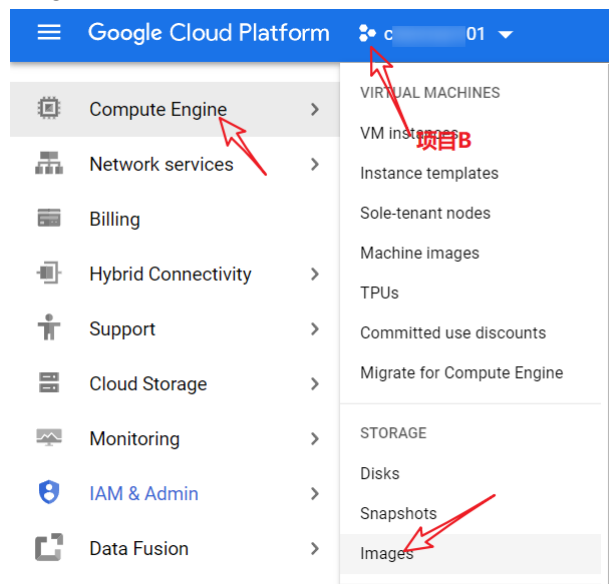 Google Cloud Platform
c 01
Compute Engine
Network services
Billing
Hybrid Connectivity
Support
Cloud Storage
Monitoring
IAM & Admin
Data Fusion
VIRTUAL MACHINES
VM instances
项目B
Instance templates
Sole-tenant nodes
Machine images
TPUs
Committed use discounts
Migrate for Compute Engine
STORAGE
Disks
Snapshots
Images